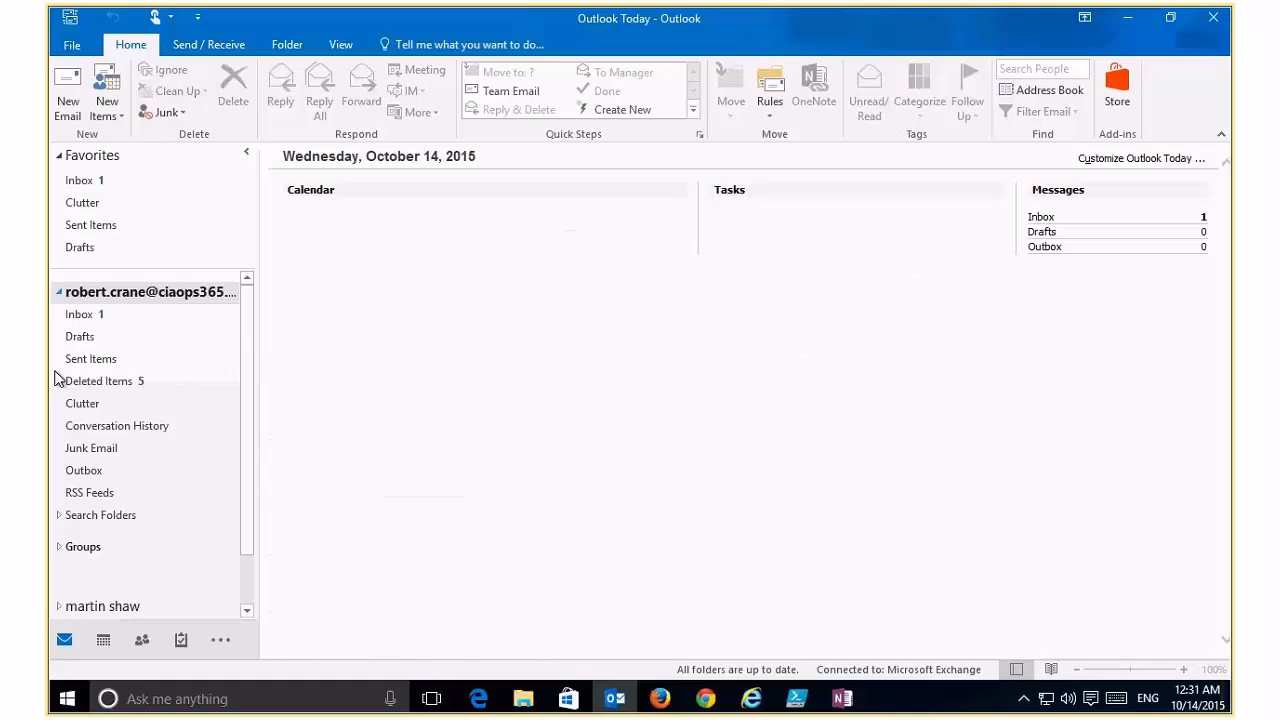 Outlook Today - Outlook
File Home Send / Receive Folder View Tell me what you want to do...
New Email
New Items
Ignore
Clean Up
Junk
Delete
Reply
Reply All
Forward
Meeting
IM
More
Move to: ?
Team Email
Reply & Delete
To Manager
Done
Create New
Move
Rules
OneNote
Unread/ Read
Categorize
Follow Up
Search People
Address Book
Filter Email
Store
New Delete Respond Quick Steps Move Tags Find Add-ins
Favorites
Inbox 1
Clutter
Sent Items
Drafts
robert.crane@ciaops365....
Inbox 1
Drafts
Sent Items
Deleted Items 5
Clutter
Conversation History
Junk Email
Outbox
RSS Feeds
Search Folders
Groups
martin shaw
Wednesday, October 14, 2015
Customize Outlook Today ...
Calendar
Tasks
Messages
Inbox 1
Drafts 0
Outbox 0
All folders are up to date. Connected to: Microsoft Exchange 100%
Ask me anything
ENG
12:31 AM
10/14/2015